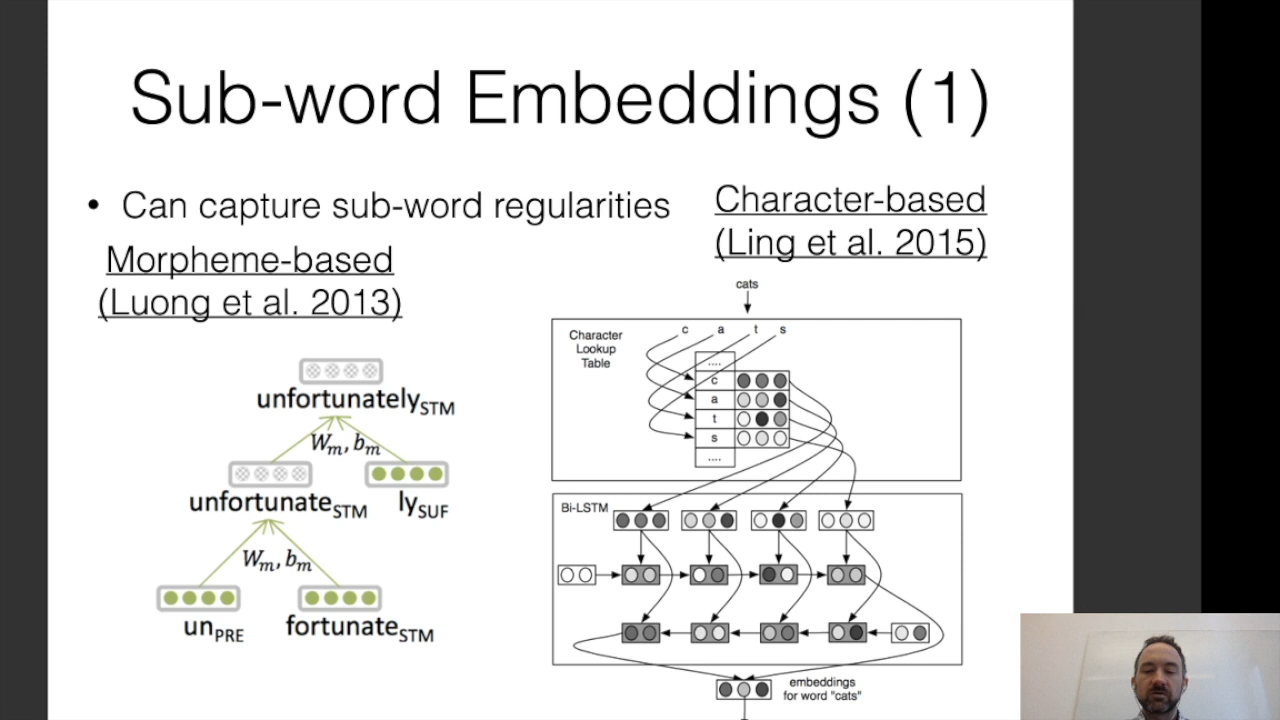 Sub-word Embeddings (1)
• Can capture sub-word regularities
Morpheme-based
(Luong et al. 2013)
unfortunatelySTM
Wm, bm
unfortunateSTM
lySUF
Wm, bm
unPRE
fortunateSTM
Character-based
(Ling et al. 2015)
cats
Character
Lookup
Table
c a t s
....
c
a
t
s
....
Bi-LSTM
embeddings
for word "cats"